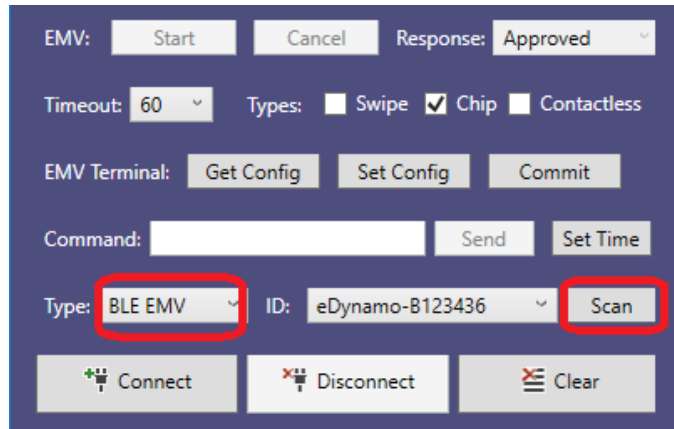 EMV: Start Cancel Response: Approved
Timeout: 60 Types: Swipe Chip Contactless
EMV Terminal: Get Config Set Config Commit
Command: Send Set Time
Type: BLE EMV ID: eDynamo-B123436 Scan
Connect Disconnect Clear